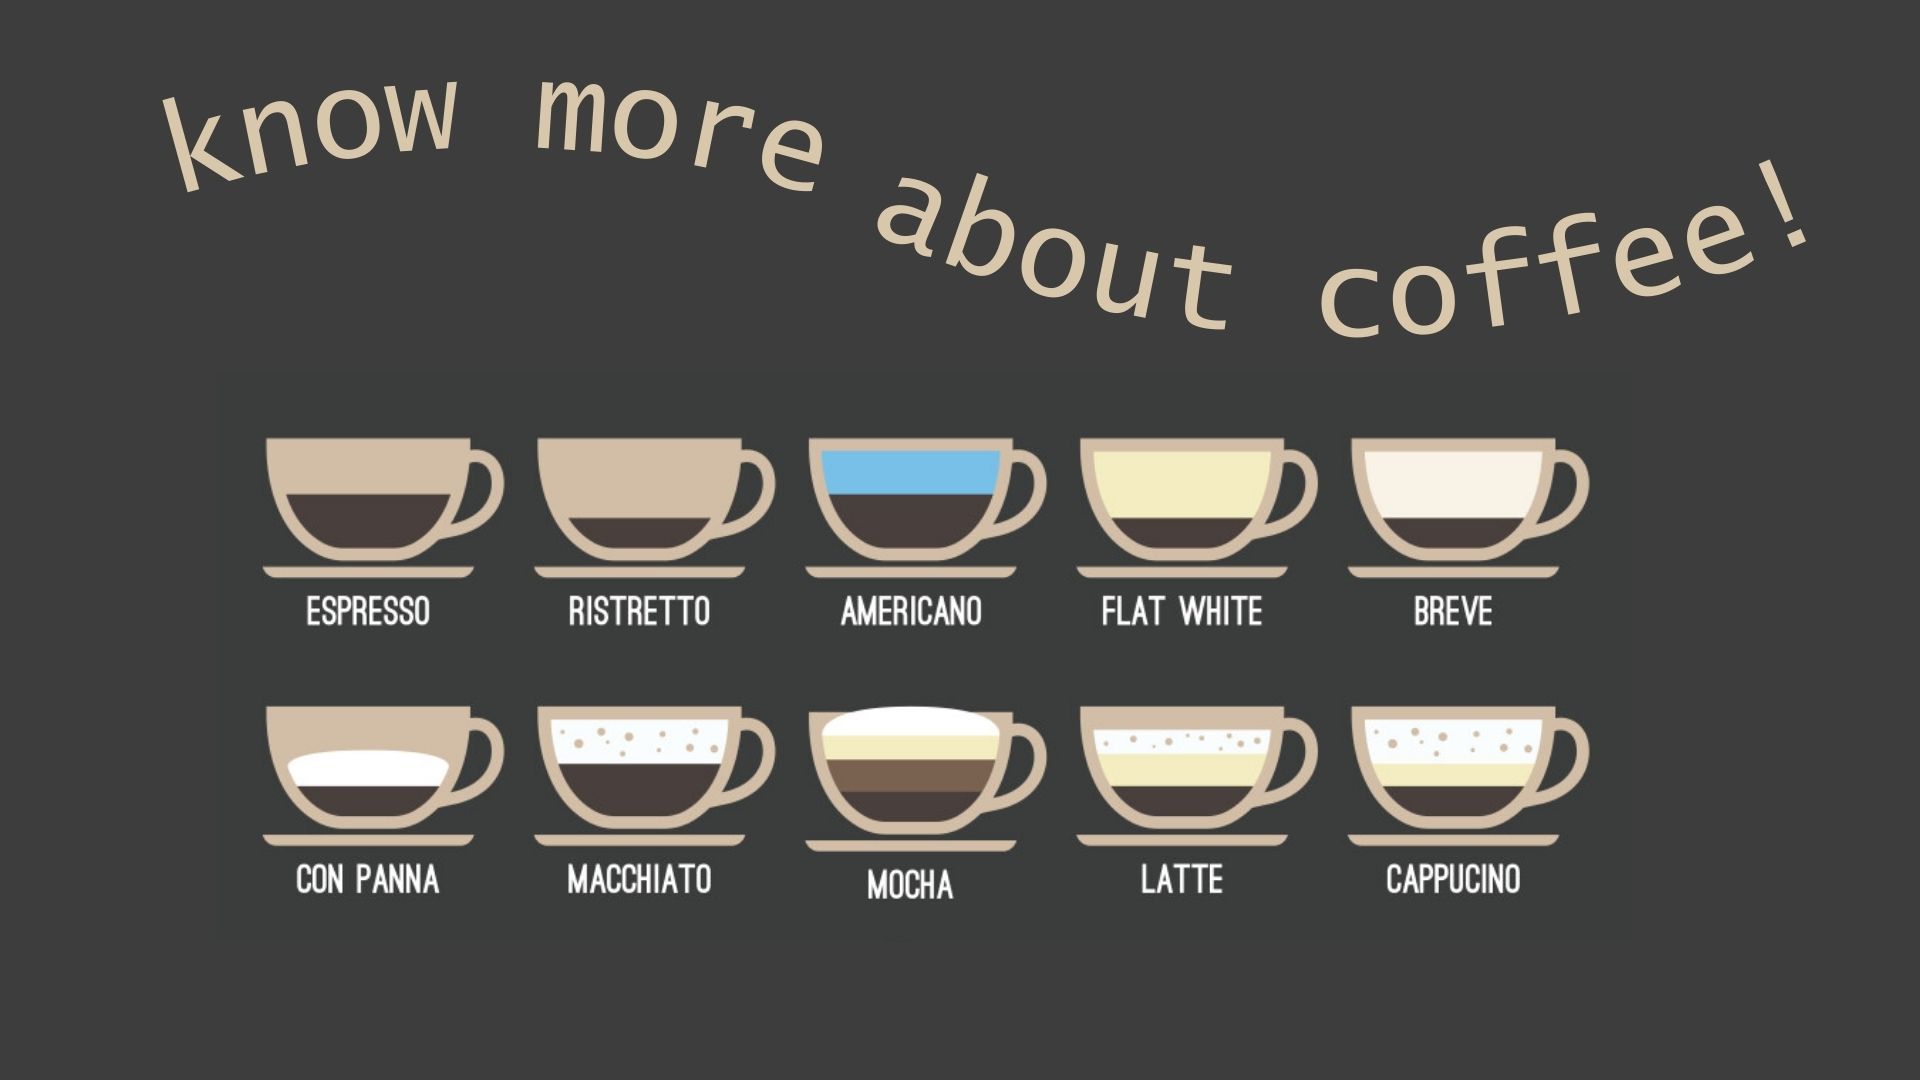 know more about coffee!
ESPRESSO
RISTRETTO
AMERICANO
FLAT WHITE
BREVE
CON PANNA
MACCHIATO
MOCHA
LATTE
CAPPUCINO